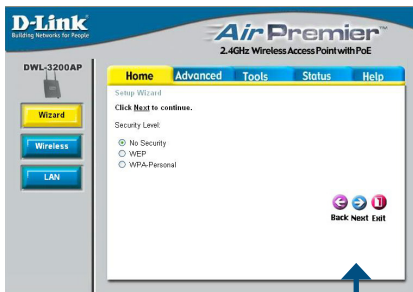 D-Link
Building Networks for People
Air Premier™
2.4GHz Wireless Access Point with PoE
DWL-3200AP
Home Advanced Tools Status Help
Wizard
Wireless
LAN
Setup Wizard
Click Next to continue.
Security Level:
No Security
WEP
WPA-Personal
Back Next Exit